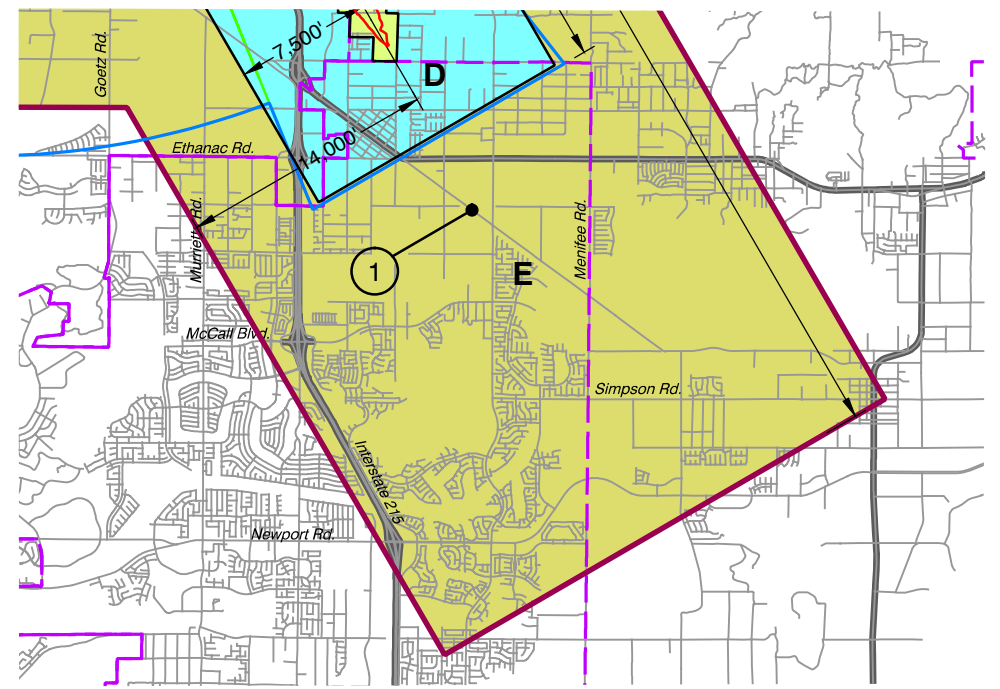 Goetz Rd.
7,500'
D
14,000'
Ethanac Rd.
Murrieta Rd.
Menifee Rd.
1
E
McCall Blvd.
Simpson Rd.
Interstate 215
Newport Rd.